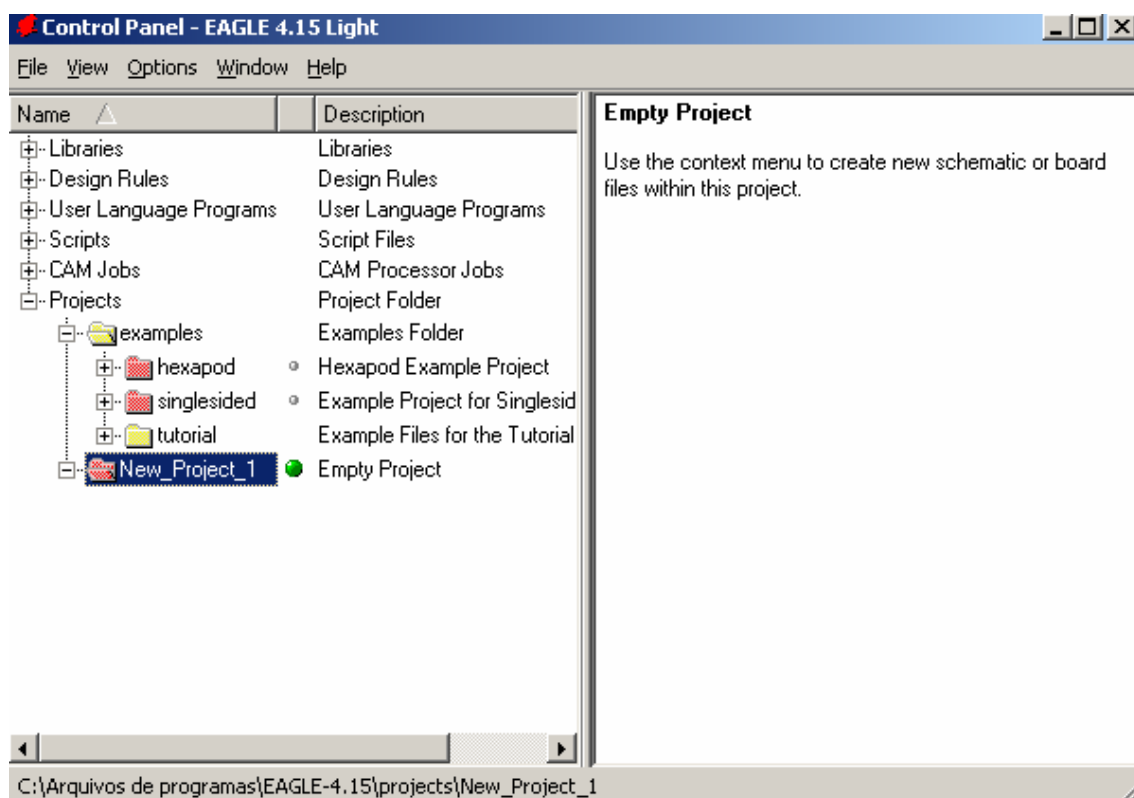 Control Panel - EAGLE 4.15 Light
File View Options Window Help
Name Description
Libraries Libraries
Design Rules Design Rules
User Language Programs User Language Programs
Scripts Script Files
CAM Jobs CAM Processor Jobs
Projects Project Folder
examples Examples Folder
hexapod Hexapod Example Project
singlesided Example Project for Singlesid
tutorial Example Files for the Tutorial
New_Project_1 Empty Project
Empty Project
Use the context menu to create new schematic or board
files within this project.
C:\Arquivos de programas\EAGLE-4.15\projects\New_Project_1